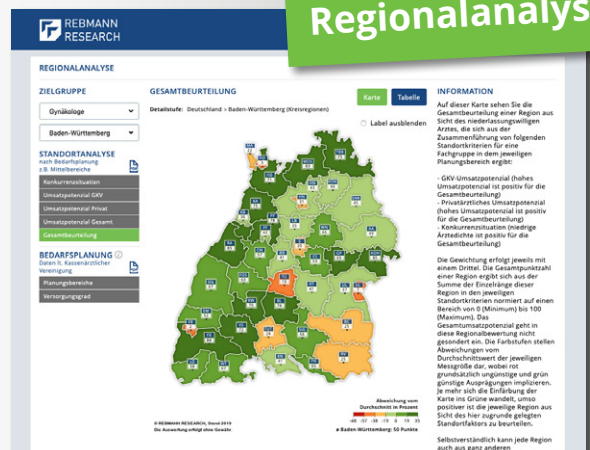 Regionalanalys
REBMANN
RESEARCH
REGIONALANALYSE
ZIELGRUPPE
Gynäkologe
Baden-Württemberg
STANDORTANALYSE
nach Bedarfsplanung
z.B. Mittelbereiche
Konkurrenzsituation
Umsatzpotenzial GKV
Umsatzpotenzial Privat
Umsatzpotenzial Gesamt
Gesamtbeurteilung
BEDARFSPLANUNG
Daten lt. Kassenärztlicher
Vereinigung
Planungsbereiche
Versorgungsgrad
GESAMTBEURTEILUNG
Karte
Tabelle
Detailstufe: Deutschland > Baden-Württemberg (Kreisregionen)
Label ausblenden
Abweichung vom
Durchschnitt in Prozent
ø Baden-Württemberg: 50 Punkte
© REBMANN RESEARCH, Stand 2019
Die Auswertung erfolgt ohne Gewähr
INFORMATION
Auf dieser Karte sehen Sie die
Gesamtbeurteilung einer Region aus
Sicht des niederlassungswilligen
Arztes, die sich aus der
Zusammenführung von folgenden
Standortkriterien für eine
Fachgruppe in dem jeweiligen
Planungsbereich ergibt:
- GKV-Umsatzpotenzial (hohes
Umsatzpotenzial ist positiv für die
Gesamtbeurteilung)
- Privatärztliches Umsatzpotenzial
(hohes Umsatzpotenzial ist positiv
für die Gesamtbeurteilung)
- Konkurrenzsituation (niedrige
Arztdichte ist positiv für die
Gesamtbeurteilung)
Die Gewichtung erfolgt jeweils mit
einem Drittel. Die Gesamtpunktzahl
einer Region ergibt sich aus der
Summe der Einzelränge dieser
Region in den jeweiligen
Standortkriterien normiert auf einen
Bereich von 0 (Minimum) bis 100
(Maximum). Das
Gesamtumsatzpotenzial geht in
diese Regionalbewertung nicht
gesondert ein. Die Farbstufen stellen
Abweichungen vom
Durchschnittswert der jeweiligen
Messgröße dar, wobei rot
grundsätzlich ungünstige und grün
günstige Ausprägungen implizieren.
Je mehr sich die Einfärbung der
Karte ins Grüne wandelt, umso
positiver ist die jeweilige Region aus
Sicht des hier zugrunde gelegten
Standortfaktors zu beurteilen.
Selbstverständlich kann jede Region
auch aus ganz anderen